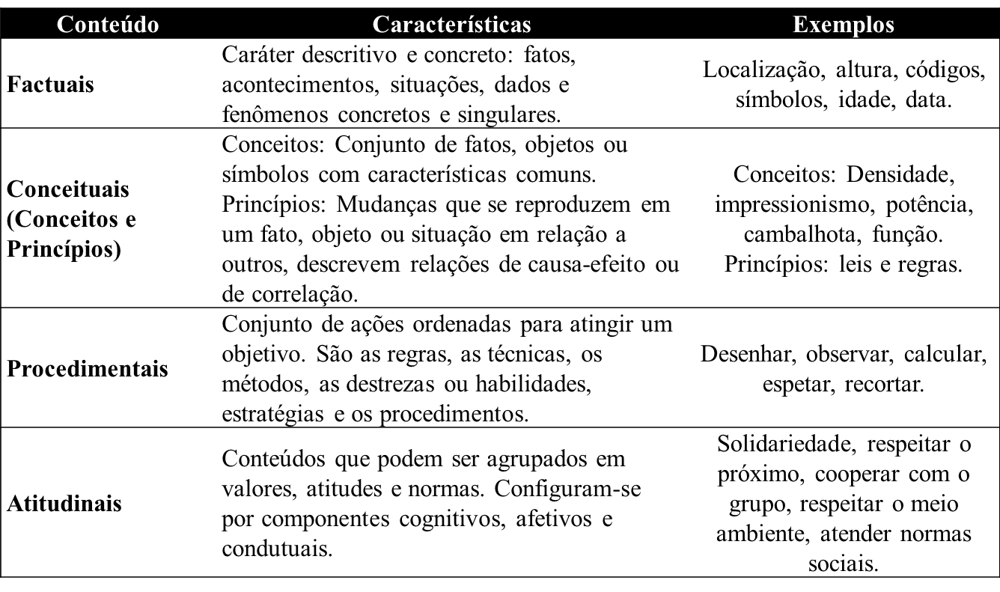 Conteúdo Características Exemplos
Factuais
Caráter descritivo e concreto: fatos,
acontecimentos, situações, dados e
fenômenos concretos e singulares.
Localização, altura, códigos,
símbolos, idade, data.
Conceituais
(Conceitos e
Princípios)
Conceitos: Conjunto de fatos, objetos ou
símbolos com características comuns.
Princípios: Mudanças que se reproduzem em
um fato, objeto ou situação em relação a
outros, descrevem relações de causa-efeito ou
de correlação.
Conceitos: Densidade,
impressionismo, potência,
cambalhota, função.
Princípios: leis e regras.
Procedimentais
Conjunto de ações ordenadas para atingir um
objetivo. São as regras, as técnicas, os
métodos, as destrezas ou habilidades,
estratégias e os procedimentos.
Desenhar, observar, calcular,
espetar, recortar.
Atitudinais
Conteúdos que podem ser agrupados em
valores, atitudes e normas. Configuram-se
por componentes cognitivos, afetivos e
condutuais.
Solidariedade, respeitar o
próximo, cooperar com o
grupo, respeitar o meio
ambiente, atender normas
sociais.